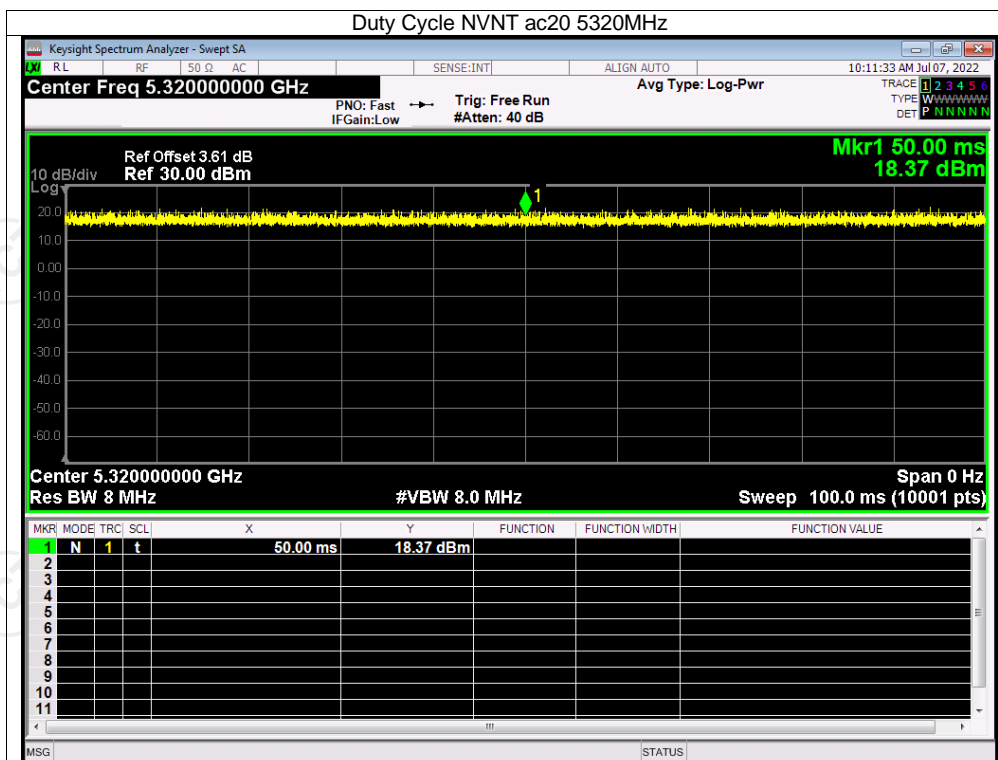 Duty Cycle NVNT ac20 5320MHz
Keysight Spectrum Analyzer - Swept SA
LXI RL RF 50 Ω AC SENSE:INT ALIGN AUTO 10:11:33 AM Jul 07, 2022
Center Freq 5.320000000 GHz Avg Type: Log-Pwr TRACE 1 2 3 4 5 6
PNO: Fast Trig: Free Run TYPE WWWWWW
IFGain:Low #Atten: 40 dB DET P N N N N N
Mkr1 50.00 ms
Ref Offset 3.61 dB
10 dB/div Ref 30.00 dBm 18.37 dBm
Log
1
20.0
10.0
0.00
-10.0
-20.0
-30.0
-40.0
-50.0
-60.0
Center 5.320000000 GHz Span 0 Hz
Res BW 8 MHz #VBW 8.0 MHz Sweep 100.0 ms (10001 pts)
MKR MODE TRC SCL X Y FUNCTION FUNCTION WIDTH FUNCTION VALUE
1 N 1 t 50.00 ms 18.37 dBm
2
3
4
5
6
7
8
9
10
11
MSG STATUS